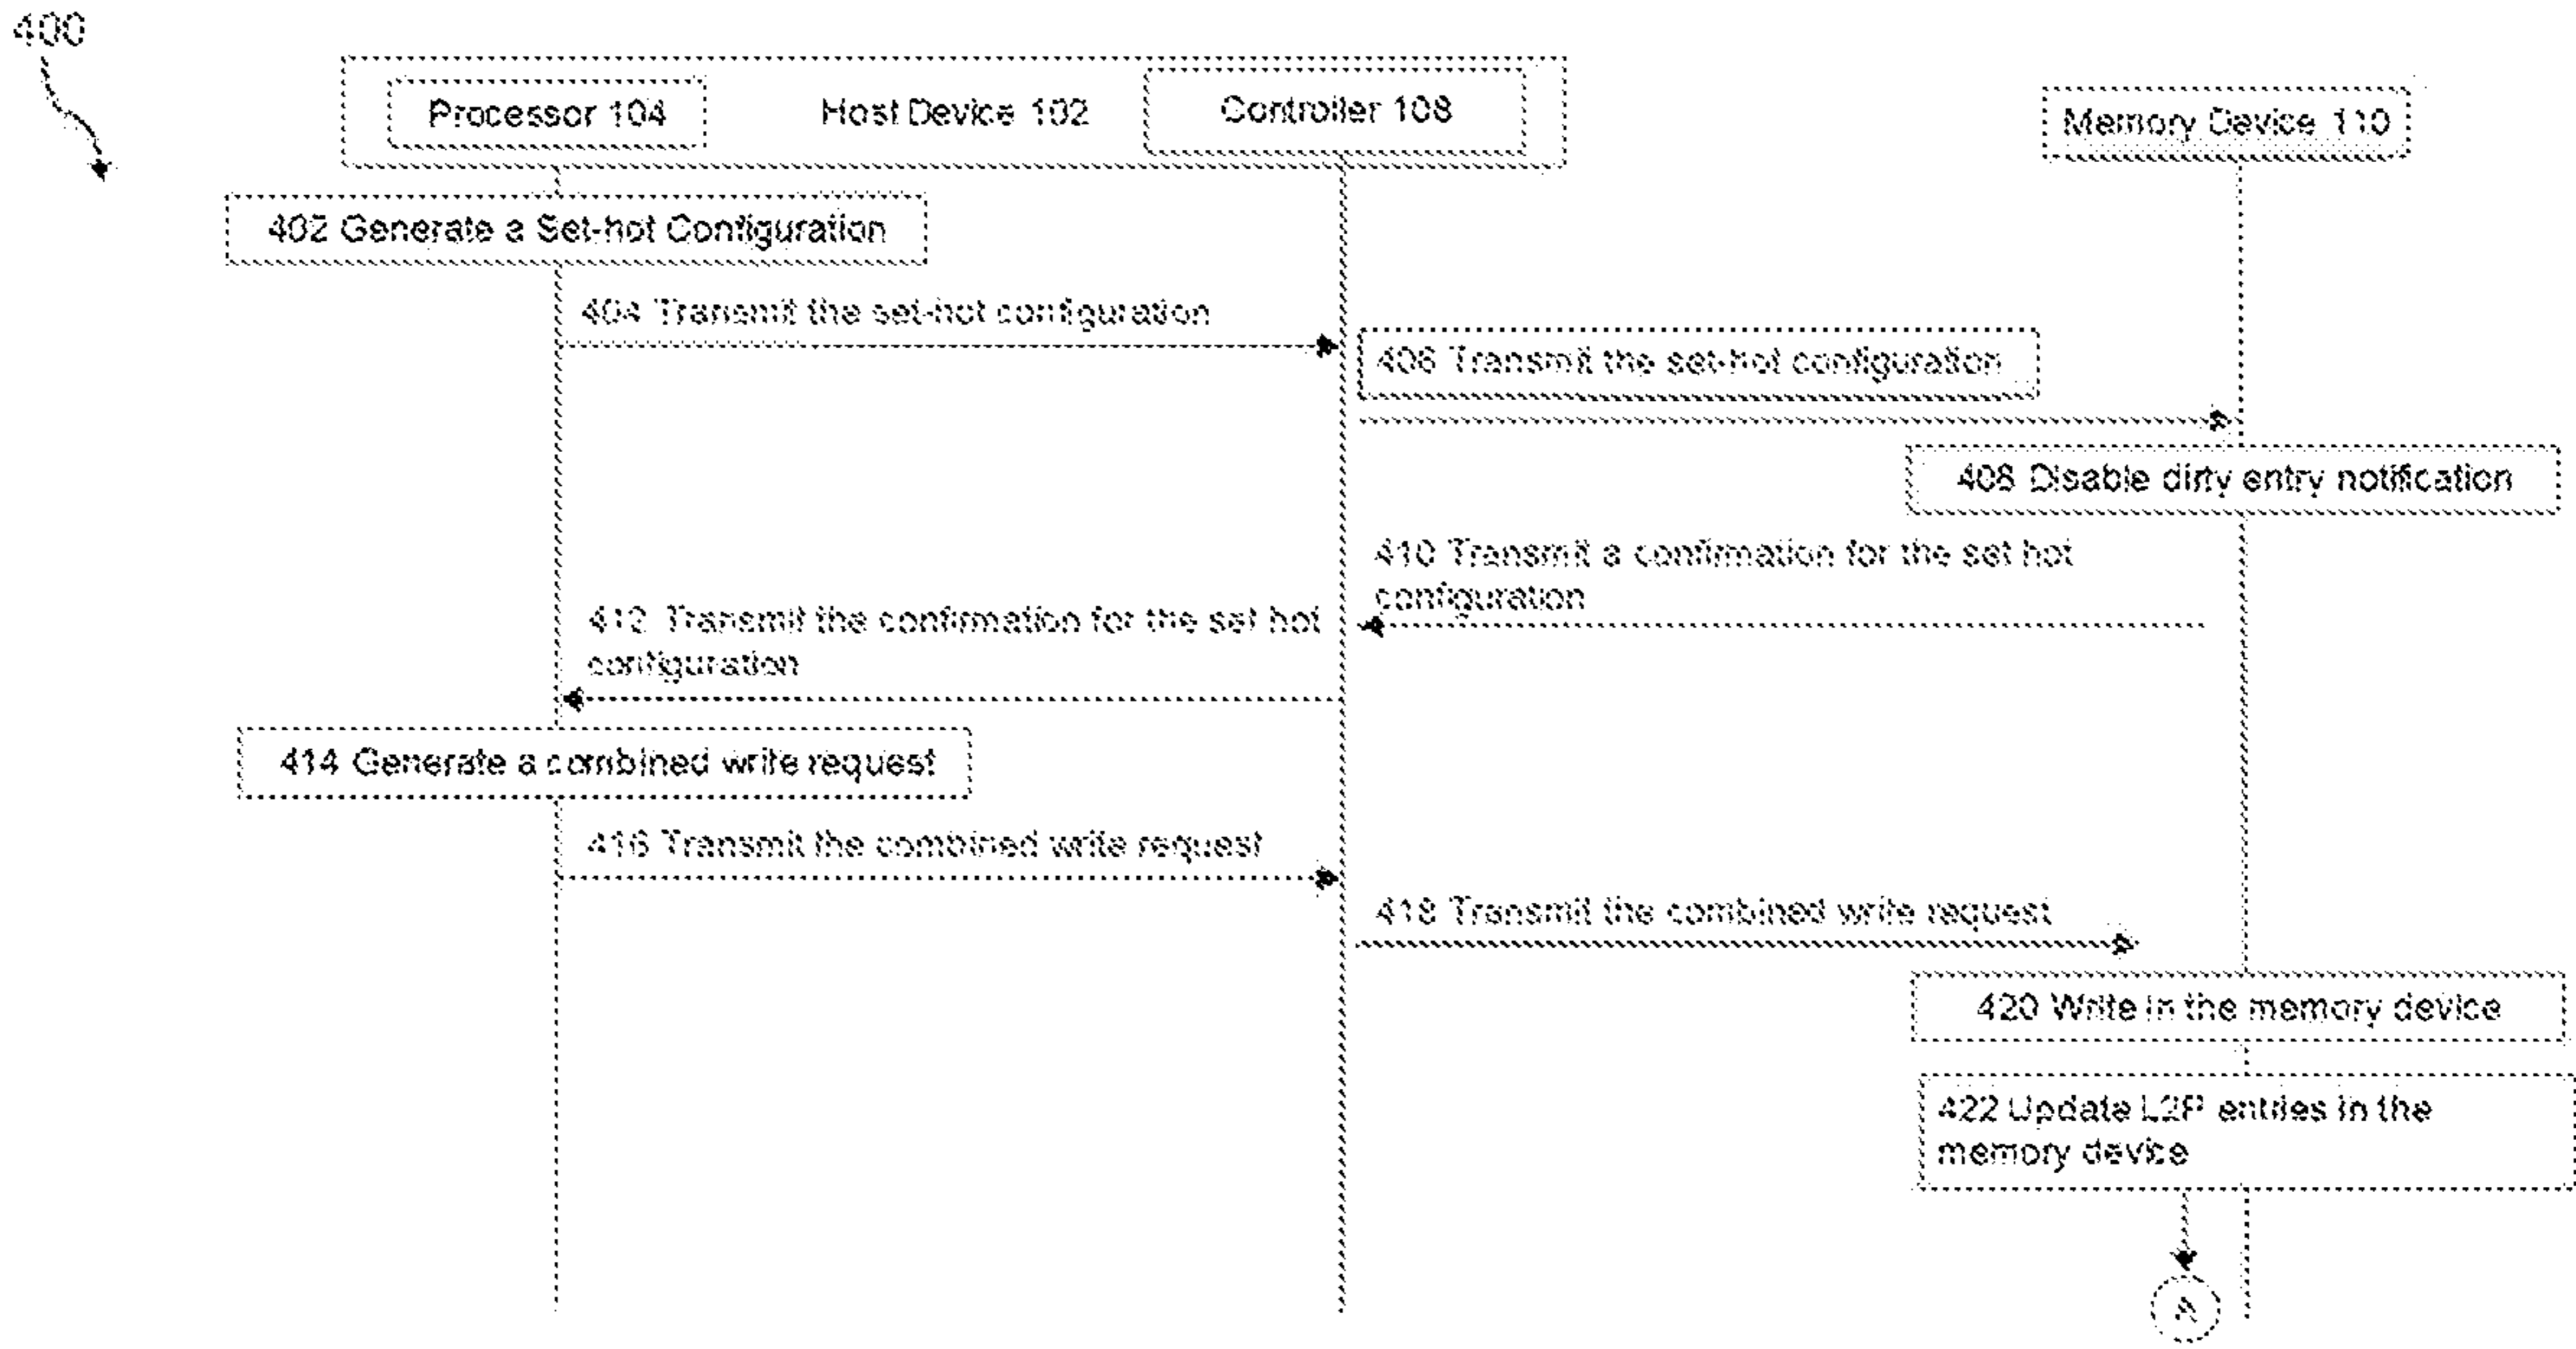 400
Processor 104
Host Device 102
Controller 108
Memory Device 110
402 Generate a Set-hot Configuration
404 Transmit the set-hot configuration
406 Transmit the set-hot configuration
408 Disable dirty entry notification
410 Transmit a confirmation for the set hot
configuration
412 Transmit the confirmation for the set hot
configuration
414 Generate a combined write request
416 Transmit the combined write request
418 Transmit the combined write request
420 Write in the memory device
422 Update L2P entries in the
memory device
A